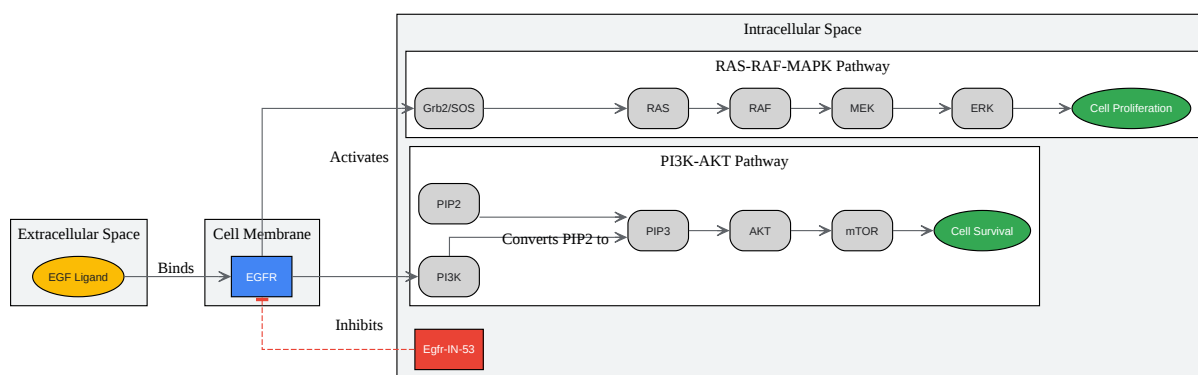 Intracellular Space
RAS-RAF-MAPK Pathway
Grb2/SOS
RAS
RAF
MEK
ERK
Cell Proliferation
Activates
PI3K-AKT Pathway
PIP2
PIP3
AKT
mTOR
Cell Survival
Converts PIP2 to
PI3K
Extracellular Space
EGF Ligand
Binds
Cell Membrane
EGFR
Inhibits
Egfr-IN-53